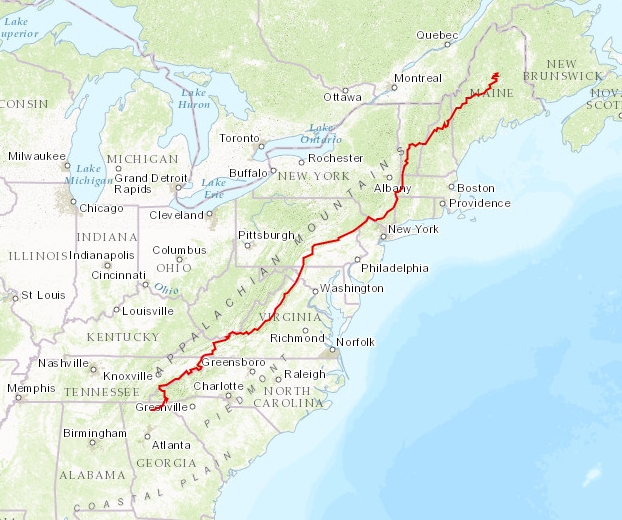 Quebec
Lake
Superior
NEW
BRUNSWICK
Montreal
MAINE
Ottawa
Lake
Huron
NOVA
SCOT
CONSIN
Toronto
Lake
Ontario
Milwaukee
MICHIGAN
Rochester
Lake
Michigan
Grand
Rapids
Detroit
Buffalo
NEW YORK
Albany
Boston
Lake
Erie
Chicago
Cleveland
Providence
INDIANA
Pittsburgh
New York
APPALACHIAN MOUNTAINS
ILLINOIS
Indianapolis
Columbus
OHIO
Philadelphia
Cincinnati
Ohio
Washington
St Louis
Louisville
VIRGINIA
KENTUCKY
Richmond
Norfolk
Nashville
Knoxville
Greensboro
Raleigh
Memphis
TENNESSEE
Charlotte
NORTH
CAROLINA
Greenville
PIEDMONT
Birmingham
Atlanta
GEORGIA
ALABAMA
COASTAL PLAIN